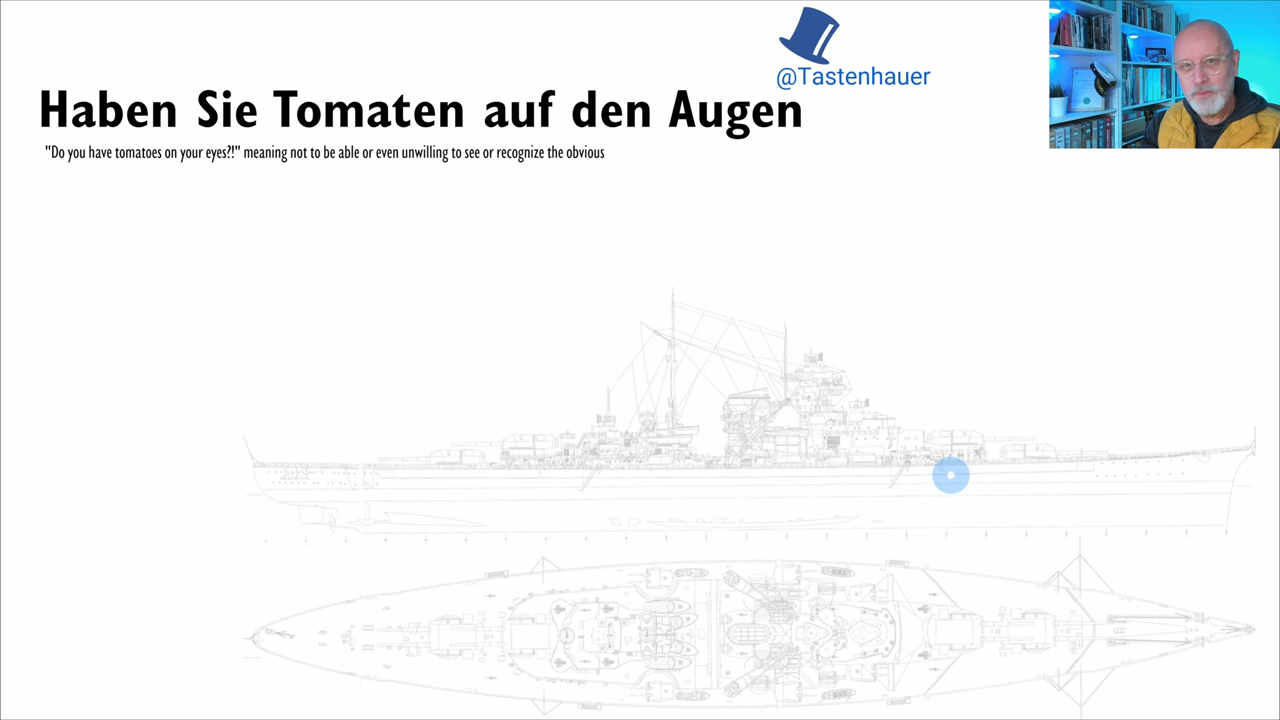 @Tastenhauer
Haben Sie Tomaten auf den Augen
"Do you have tomatoes on your eyes?!" meaning not to be able or even unwilling to see or recognize the obvious